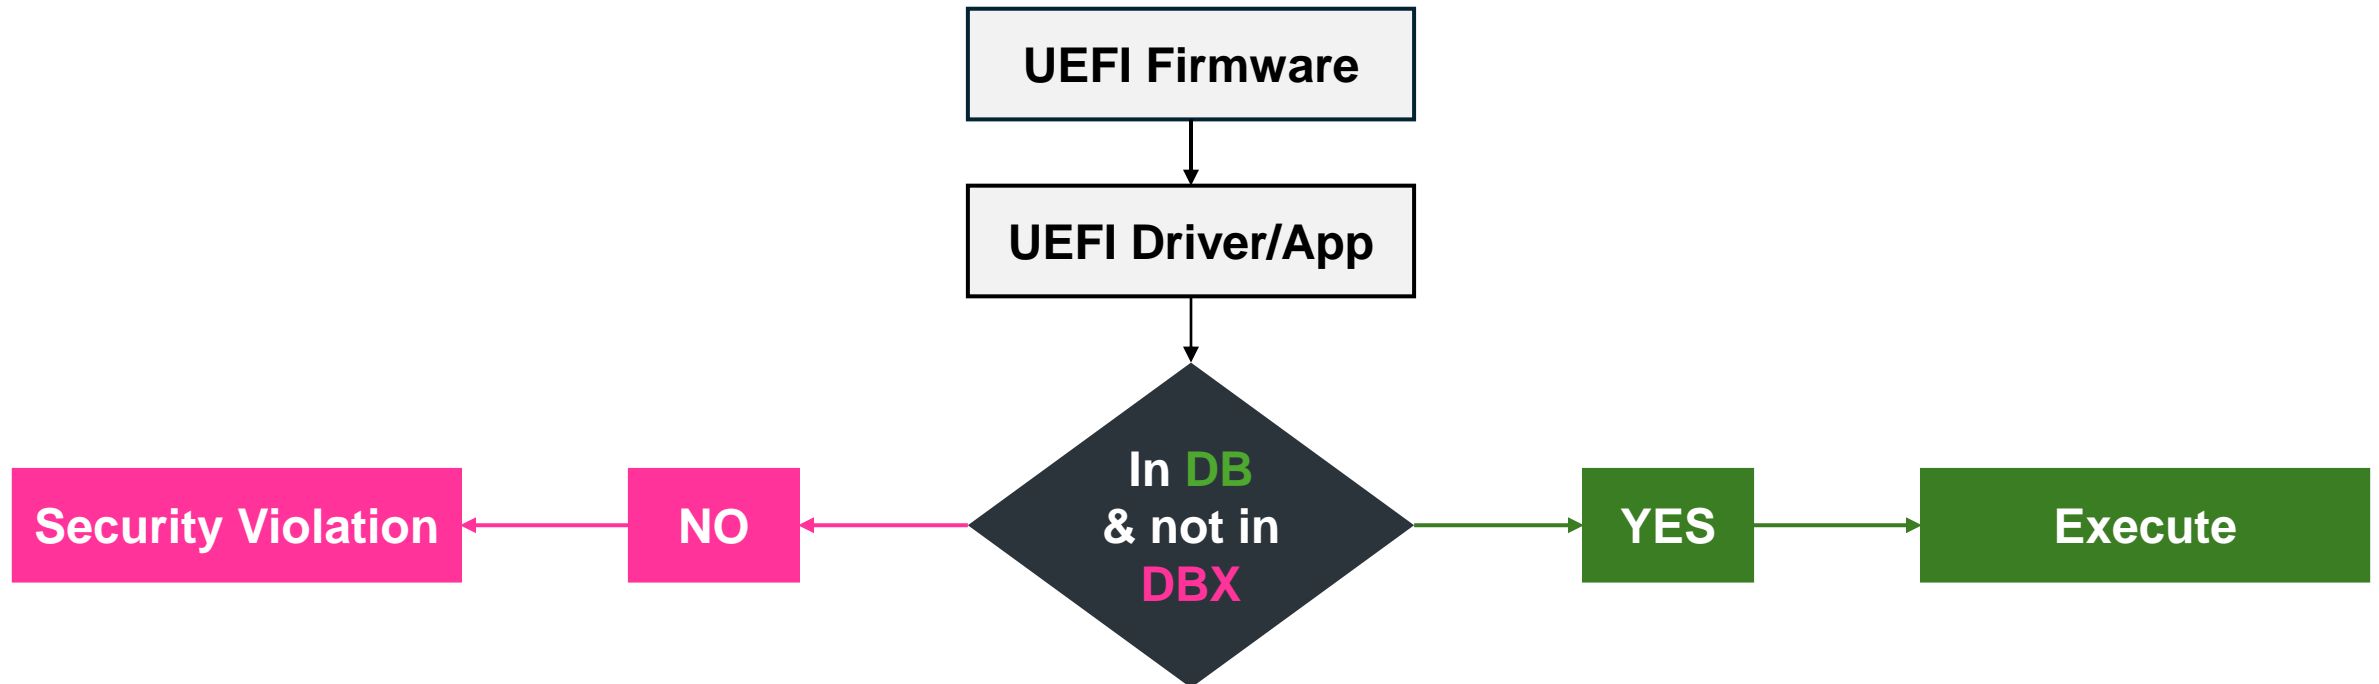 UEFI Firmware
UEFI Driver/App
In DB
& not in
DBX
Security Violation
NO
YES
Execute